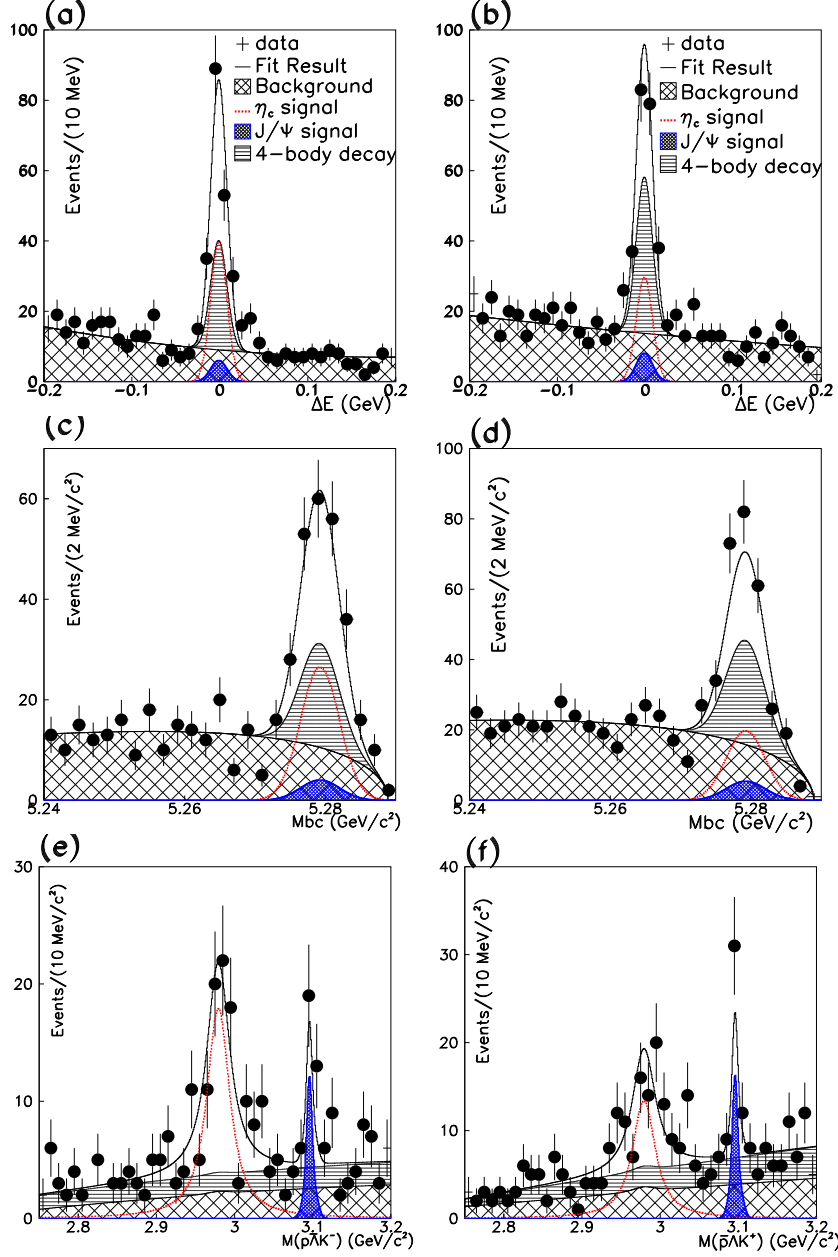 (a)
100
80
60
40
20
0
Events/(10 MeV)
data
Fit Result
Background
ηc signal
J/Ψ signal
4-body decay
-0.2 -0.1 0 0.1 0.2
ΔE (GeV)
(b)
100
80
60
40
20
0
Events/(10 MeV)
data
Fit Result
Background
ηc signal
J/Ψ signal
4-body decay
-0.2 -0.1 0 0.1 0.2
ΔE (GeV)
(c)
60
40
20
0
Events/(2 MeV/c²)
5.24 5.26 5.28
Mbc (GeV/c²)
(d)
100
80
60
40
20
0
Events/(2 MeV/c²)
5.24 5.26 5.28
Mbc (GeV/c²)
(e)
30
20
10
0
Events/(10 MeV/c²)
2.8 2.9 3 3.1 3.2
M(pΛ̄K⁻) (GeV/c²)
(f)
40
30
20
10
0
Events/(10 MeV/c²)
2.8 2.9 3 3.1 3.2
M(p̄ΛK⁺) (GeV/c²)